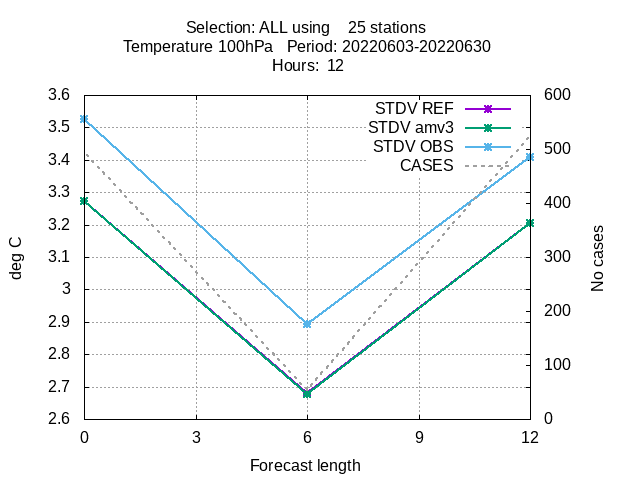 Selection: ALL using    25 stations
Temperature 100hPa   Period: 20220603-20220630
Hours:  12
STDV REF
STDV amv3
STDV OBS
CASES
deg C
3.6
3.5
3.4
3.3
3.2
3.1
3
2.9
2.8
2.7
2.6
600
500
400
300
200
100
0
No cases
0 3 6 9 12
Forecast length